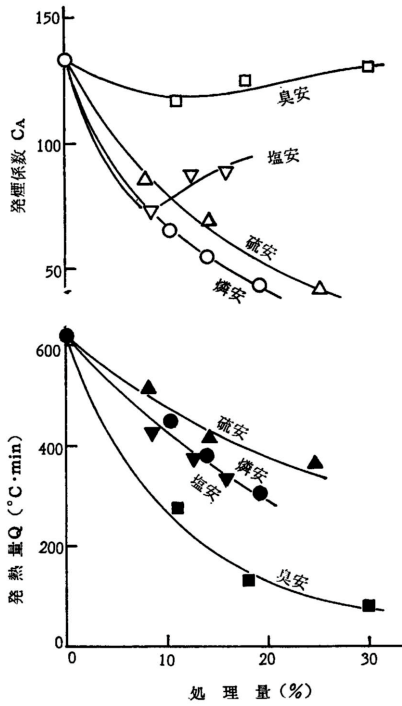 150
100
50
発煙係数 CA
臭安
塩安
硫安
燐安
600
400
200
0
発熱量Q (°C·min)
硫安
燐安
塩安
臭安
0 10 20 30
処理量(%)